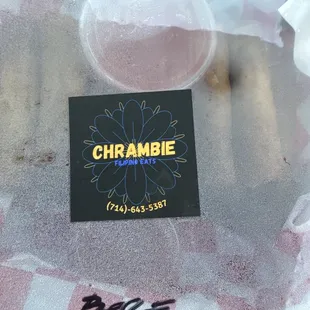 CHRAMBIE
FILIPINO EATS
(714)-643-5387